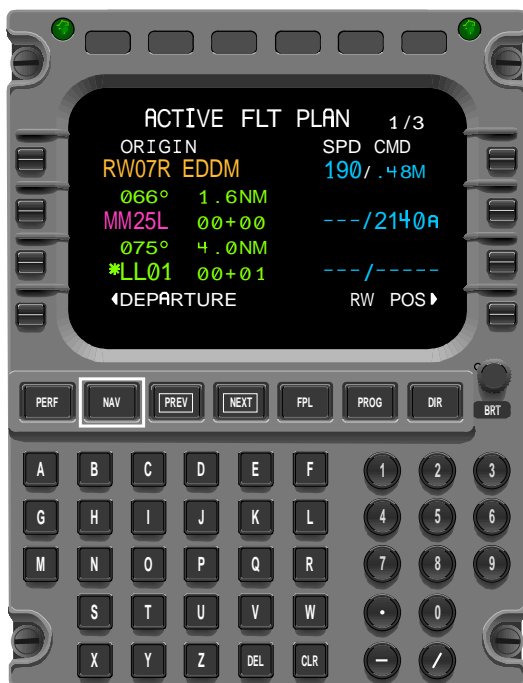 ACTIVE FLT PLAN 1/3
ORIGIN SPD CMD
RW07R EDDM 190/.48M
066° 1.6NM
MM25L 00+00 ---/2140A
075° 4.0NM
*LL01 00+01 ---/-----
DEPARTURE RW POS
PERF NAV PREV NEXT FPL PROG DIR BRT
A B C D E F 1 2 3
G H I J K L 4 5 6
M N O P Q R 7 8 9
S T U V W • 0
X Y Z DEL CLR − /